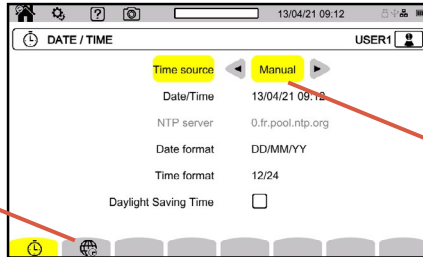 13/04/21 09:12
DATE / TIME
USER1
Time source
Manual
Date/Time
13/04/21 09:12
NTP server
0.fr.pool.ntp.org
Date format
DD/MM/YY
Time format
12/24
Daylight Saving Time